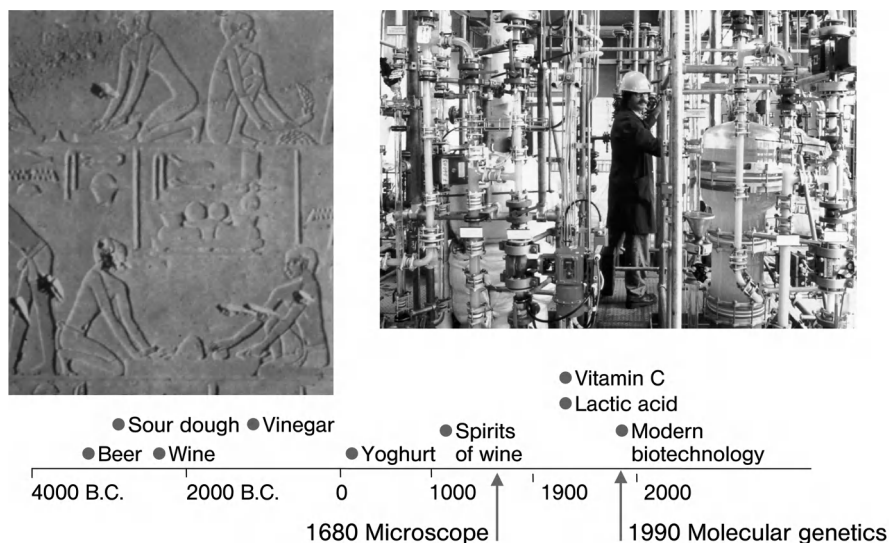 Vitamin C
Lactic acid
Sour dough Vinegar
Spirits of wine
Modern biotechnology
Beer Wine Yoghurt
4000 B.C. 2000 B.C. 0 1000 1900 2000
1680 Microscope 1990 Molecular genetics